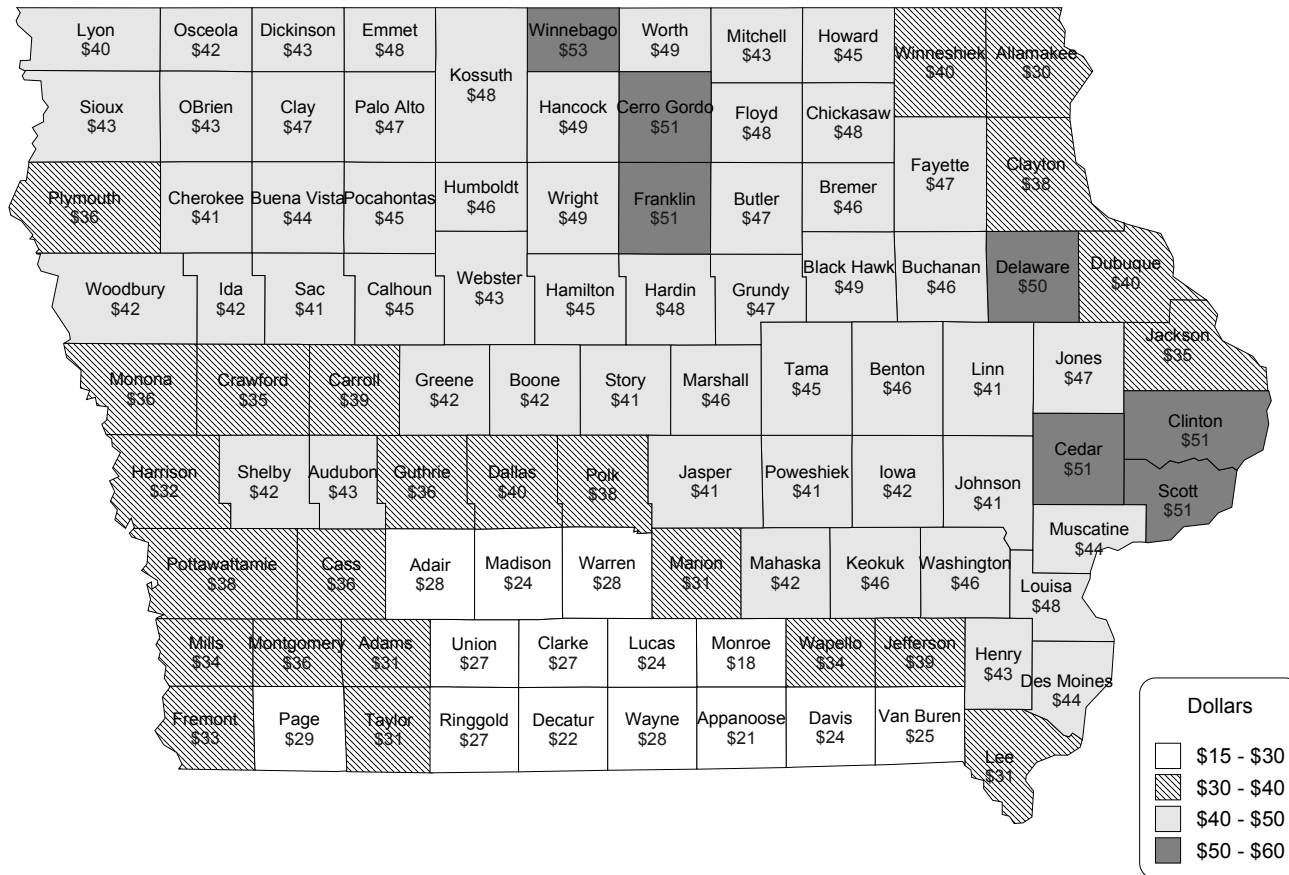 Lyon
$40
Osceola
$42
Dickinson
$43
Emmet
$48
Kossuth
$48
Winnebago
$53
Worth
$49
Mitchell
$43
Howard
$45
Winneshiek
$40
Allamakee
$30
Sioux
$43
OBrien
$43
Clay
$47
Palo Alto
$47
Hancock
$49
Cerro Gordo
$51
Floyd
$48
Chickasaw
$48
Fayette
$47
Clayton
$38
Plymouth
$36
Cherokee
$41
Buena Vista
$44
Pocahontas
$45
Humboldt
$46
Wright
$49
Franklin
$51
Butler
$47
Bremer
$46
Woodbury
$42
Ida
$42
Sac
$41
Calhoun
$45
Webster
$43
Hamilton
$45
Hardin
$48
Grundy
$47
Black Hawk
$49
Buchanan
$46
Delaware
$50
Dubuque
$40
Jackson
$35
Monona
$36
Crawford
$35
Carroll
$39
Greene
$42
Boone
$42
Story
$41
Marshall
$46
Tama
$45
Benton
$46
Linn
$41
Jones
$47
Clinton
$51
Cedar
$51
Scott
$51
Harrison
$32
Shelby
$42
Audubon
$43
Guthrie
$36
Dallas
$40
Polk
$38
Jasper
$41
Poweshiek
$41
Iowa
$42
Johnson
$41
Muscatine
$44
Pottawattamie
$38
Cass
$36
Adair
$28
Madison
$24
Warren
$28
Marion
$31
Mahaska
$42
Keokuk
$46
Washington
$46
Louisa
$48
Mills
$34
Montgomery
$36
Adams
$31
Union
$27
Clarke
$27
Lucas
$24
Monroe
$18
Wapello
$34
Jefferson
$39
Henry
$43
Des Moines
$44
Fremont
$33
Page
$29
Taylor
$31
Ringgold
$27
Decatur
$22
Wayne
$28
Appanoose
$21
Davis
$24
Van Buren
$25
Lee
$31
Dollars
$15 - $30
$30 - $40
$40 - $50
$50 - $60